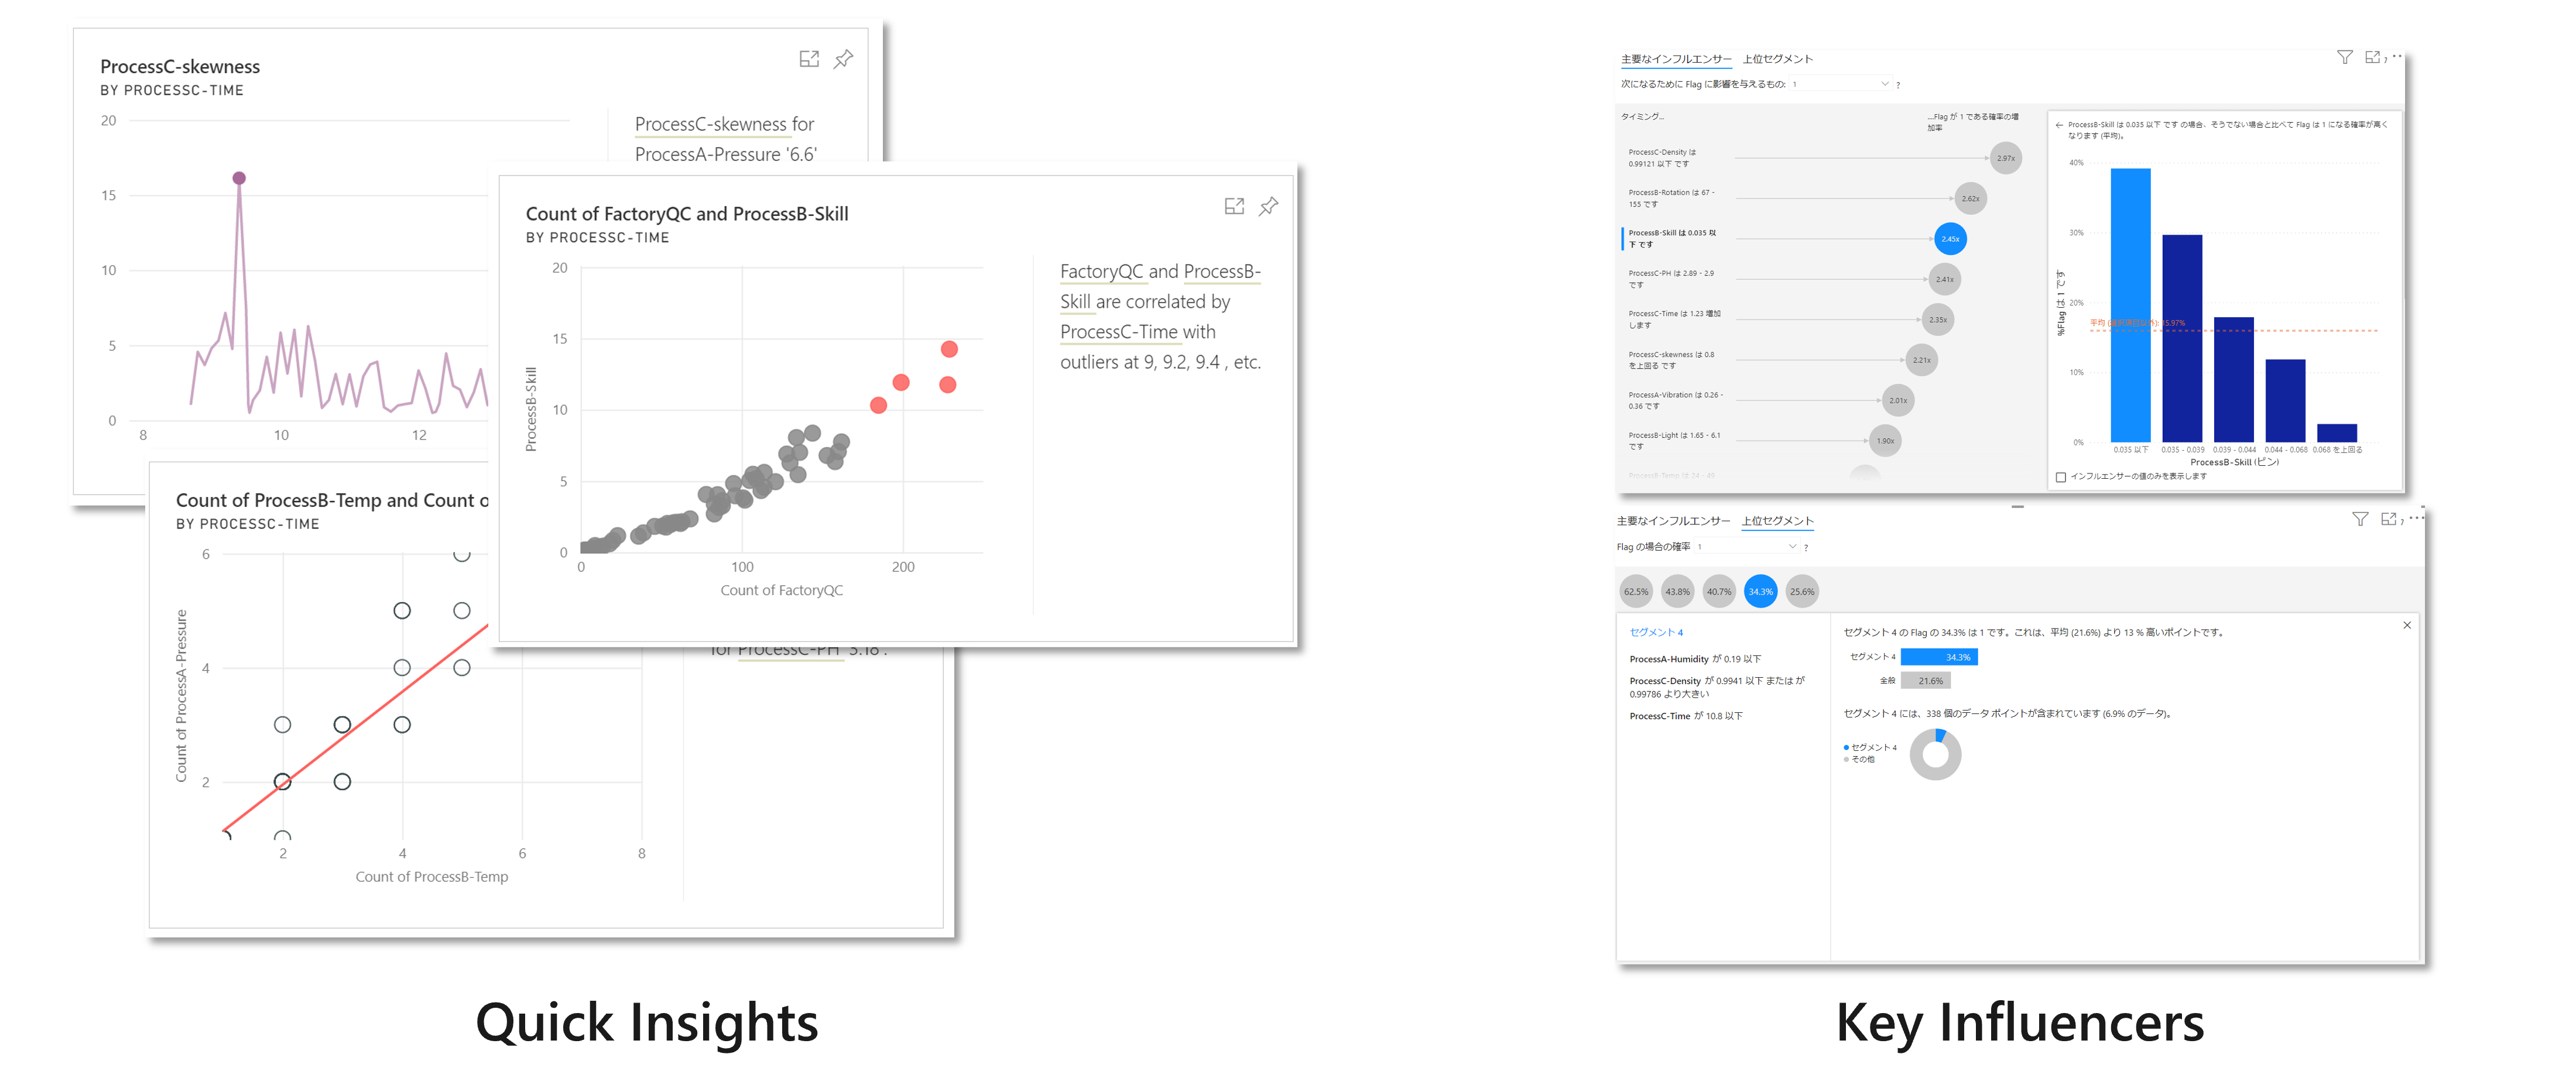 ProcessC-skewness
BY PROCESSC-TIME
20
15
10
5
0
8
10
12
ProcessC-skewness for
ProcessA-Pressure '6.6'
Count of FactoryQC and ProcessB-Skill
BY PROCESSC-TIME
20
15
10
5
0
ProcessB-Skill
0
100
200
Count of FactoryQC
FactoryQC and ProcessB-
Skill are correlated by
ProcessC-Time with
outliers at 9, 9.2, 9.4 , etc.
Count of ProcessB-Temp and Count o
BY PROCESSC-TIME
6
4
2
Count of ProcessA-Pressure
2
4
6
8
Count of ProcessB-Temp
for ProcessC-PH '3.16'.
Quick Insights
主要なインフルエンサー 上位セグメント
次になるために Flag に影響を与えるもの: 1 ?
タイミング...
...Flag が 1 である確率の増
加率
ProcessC-Density は
0.99121 以下 です
2.97x
ProcessB-Rotation は 67 -
155 です
2.62x
ProcessB-Skill は 0.035 以
下 です
2.45x
ProcessC-PH は 2.89 - 2.9
です
2.41x
ProcessC-Time は 1.23 増加
します
2.35x
ProcessC-skewness は 0.8
を上回る です
2.21x
ProcessA-Vibration は 0.26 -
0.36 です
2.01x
ProcessB-Light は 1.65 - 6.1
です
1.90x
ProcessB-Temp は 24 - 40
← ProcessB-Skill は 0.035 以下 です の場合、そうでない場合と比べて Flag は 1 になる確率が高く
なります (平均)。
40%
30%
20%
10%
0%
%Flag は 1 です
15.97%
0.035 以下
0.035 - 0.039
0.039 - 0.044
0.044 - 0.068
0.068 を上回る
ProcessB-Skill (ビン)
インフルエンサーの値のみを表示します
主要なインフルエンサー 上位セグメント
Flag の場合の確率 1 ?
62.5%
43.8%
40.7%
34.3%
25.6%
セグメント 4
ProcessA-Humidity が 0.19 以下
ProcessC-Density が 0.9941 以下 または が
0.99786 より大きい
ProcessC-Time が 10.8 以下
セグメント 4 の Flag の 34.3% は 1 です。これは、平均 (21.6%) より 13 % 高いポイントです。
セグメント 4 34.3%
全般 21.6%
セグメント 4 には、338 個のデータ ポイントが含まれています (6.9% のデータ)。
セグメント 4
その他
Key Influencers